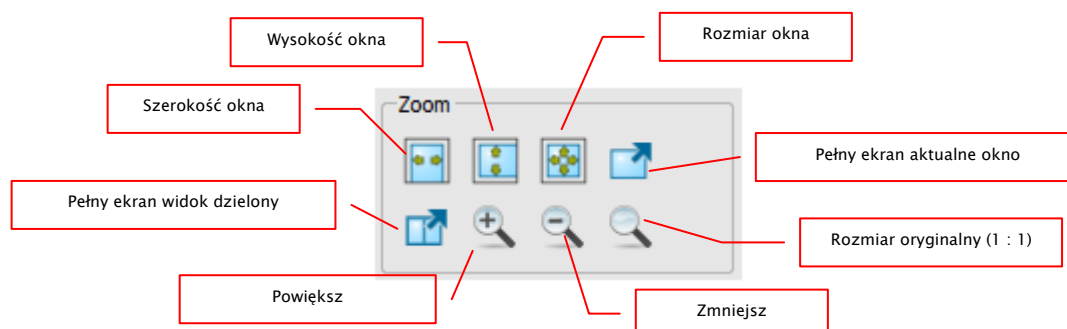 Wysokość okna
Rozmiar okna
Szerokość okna
Zoom
Pełny ekran aktualne okno
Pełny ekran widok dzielony
Rozmiar oryginalny (1 : 1)
Powiększ
Zmniejsz